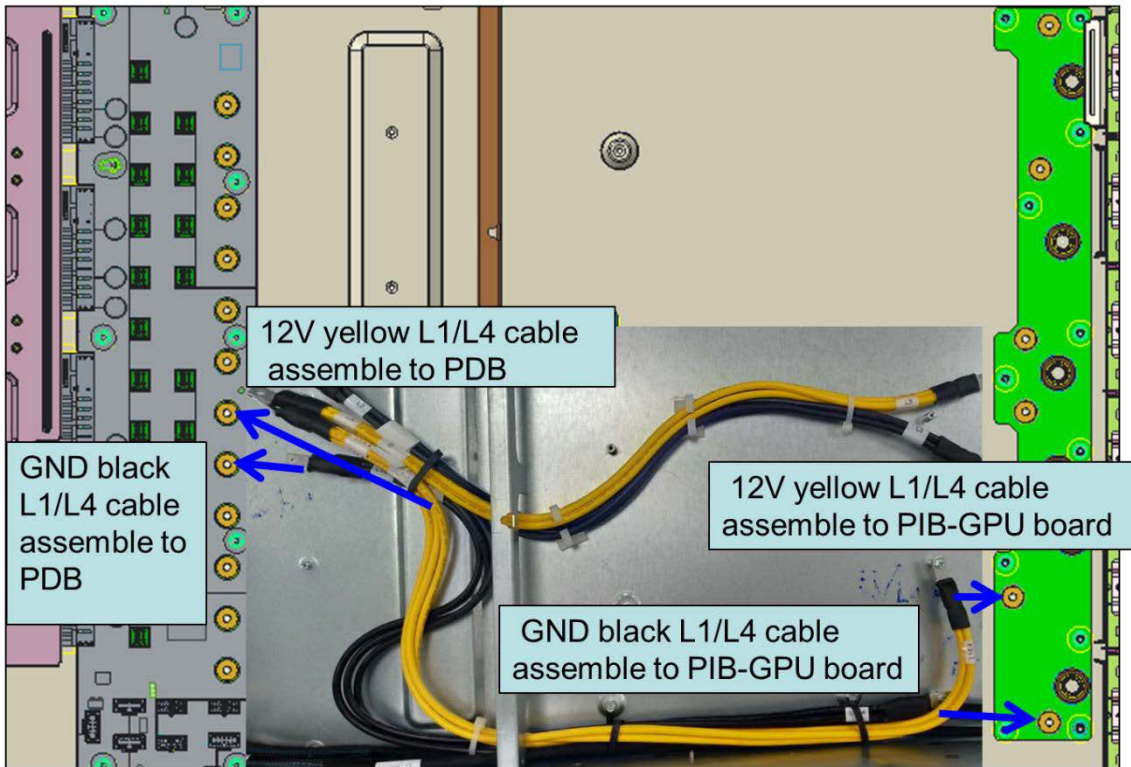 12V yellow L1/L4 cable
assemble to PDB
GND black
L1/L4 cable
assemble to
PDB
12V yellow L1/L4 cable
assemble to PIB-GPU board
GND black L1/L4 cable
assemble to PIB-GPU board
L3